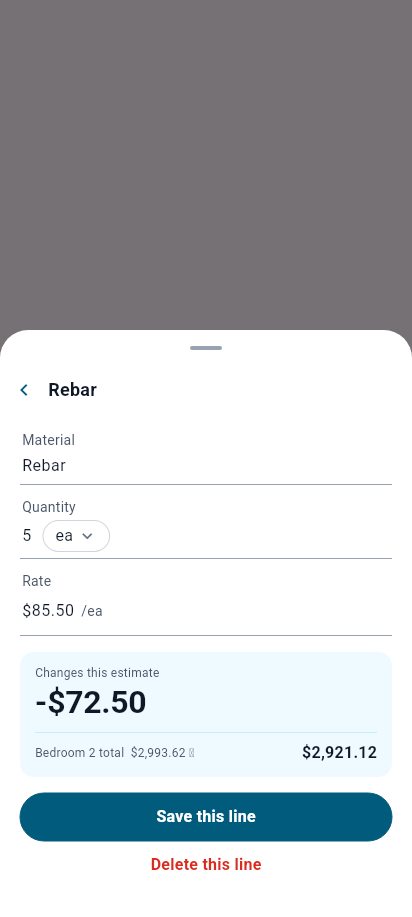 Rebar
Material
Rebar
Quantity
5 ea
Rate
$85.50 /ea
Changes this estimate
-$72.50
Bedroom 2 total $2,993.62 $2,921.12
Save this line
Delete this line